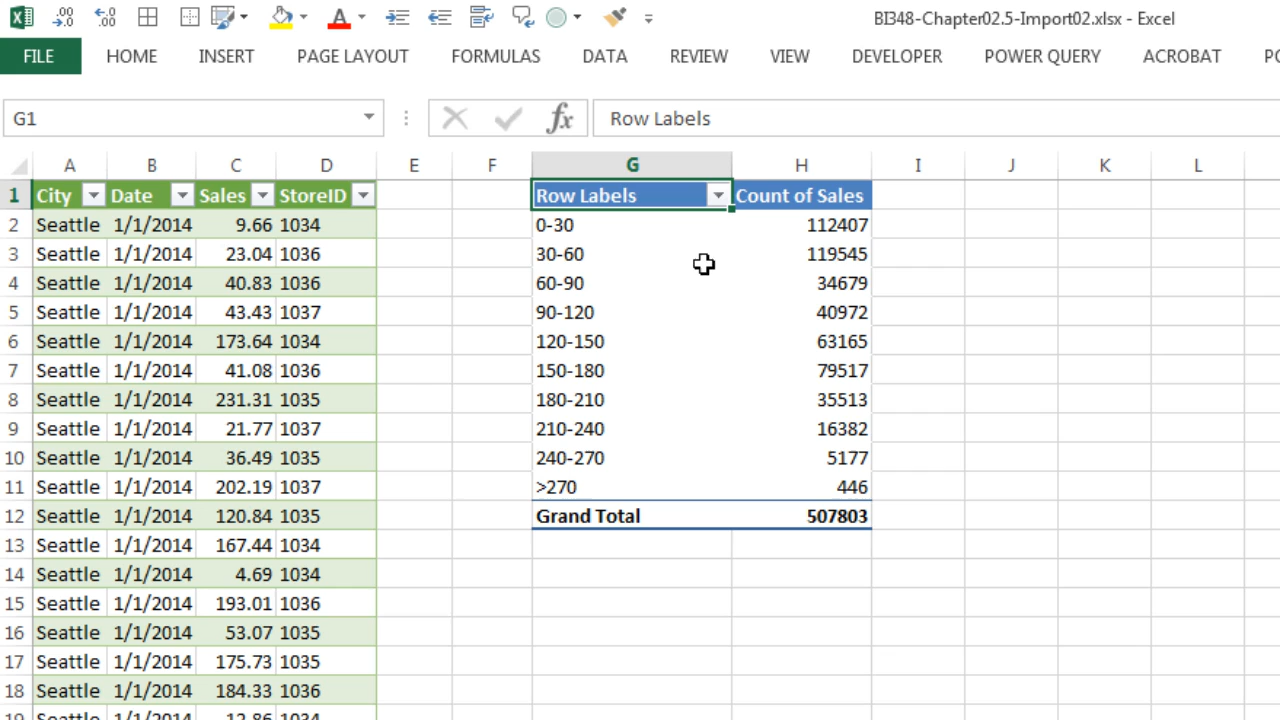 BI348-Chapter02.5-Import02.xlsx - Excel
FILE HOME INSERT PAGE LAYOUT FORMULAS DATA REVIEW VIEW DEVELOPER POWER QUERY ACROBAT
G1 fx Row Labels
A B C D E F G H I J K L
1 City Date Sales StoreID Row Labels Count of Sales
2 Seattle 1/1/2014 9.66 1034 0-30 112407
3 Seattle 1/1/2014 23.04 1036 30-60 119545
4 Seattle 1/1/2014 40.83 1036 60-90 34679
5 Seattle 1/1/2014 43.43 1037 90-120 40972
6 Seattle 1/1/2014 173.64 1034 120-150 63165
7 Seattle 1/1/2014 41.08 1036 150-180 79517
8 Seattle 1/1/2014 231.31 1035 180-210 35513
9 Seattle 1/1/2014 21.77 1037 210-240 16382
10 Seattle 1/1/2014 36.49 1035 240-270 5177
11 Seattle 1/1/2014 202.19 1037 >270 446
12 Seattle 1/1/2014 120.84 1035 Grand Total 507803
13 Seattle 1/1/2014 167.44 1034
14 Seattle 1/1/2014 4.69 1034
15 Seattle 1/1/2014 193.01 1036
16 Seattle 1/1/2014 53.07 1035
17 Seattle 1/1/2014 175.73 1035
18 Seattle 1/1/2014 184.33 1036
19 Seattle 1/1/2014 12.86 1034